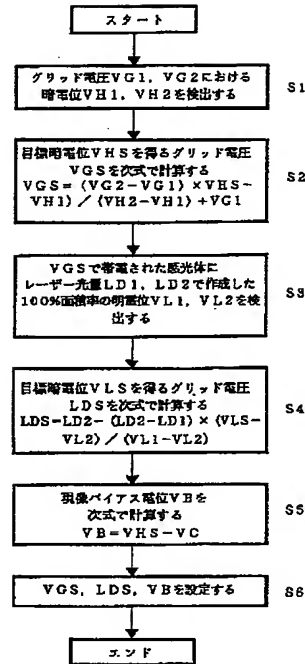 スタート
グリッド電圧VG1, VG2における
暗電位VH1, VH2を検出する
S1
目標暗電位VHSを得るグリッド電圧
VGSを次式で計算する
VGS= (VG2-VG1) ×VHS-
VH1) / (VH2-VH1) +VG1
S2
VGSで帯電された感光体に
レーザー光量LD1, LD2で作成した
100%面積率の明電位VL1, VL2を検
出する
S3
目標暗電位VLSを得るグリッド電圧
LDSを次式で計算する
LDS=LD2- (LD2-LD1) × (VLS-
VL2) / (VL1-VL2)
S4
現像バイアス電位VBを
次式で計算する
VB=VHS-VC
S5
VGS, LDS, VBを設定する
S6
エンド